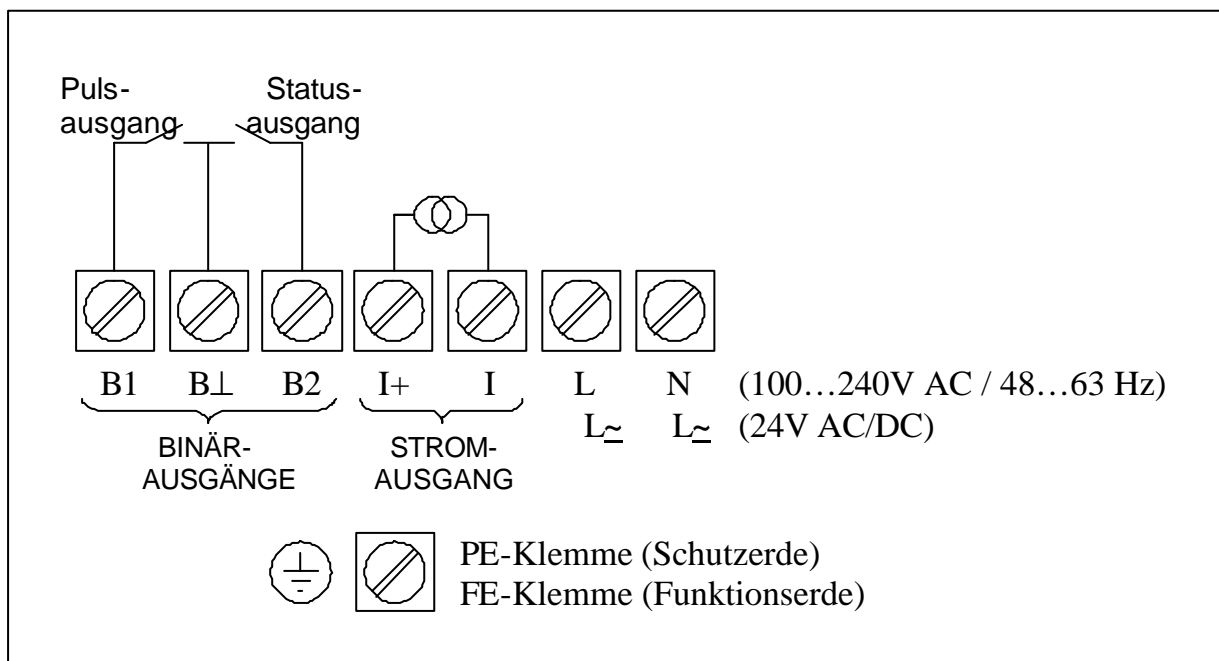 Puls-
ausgang
Status-
ausgang
B1 B⊥ B2 I+ I L N (100…240V AC / 48…63 Hz)
L≂ L≂ (24V AC/DC)
BINÄR-
AUSGÄNGE
STROM-
AUSGANG
PE-Klemme (Schutzerde)
FE-Klemme (Funktionserde)